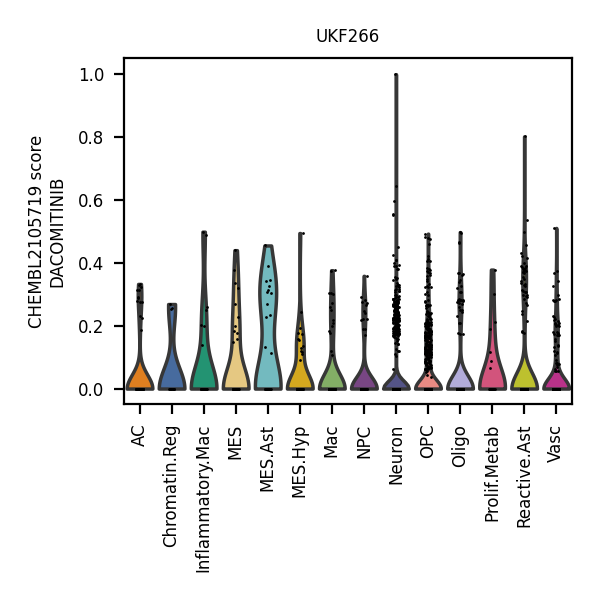 UKF266
CHEMBL2105719 score
DACOMITINIB
1.0
0.8
0.6
0.4
0.2
0.0
AC
Chromatin.Reg
Inflammatory.Mac
MES
MES.Ast
MES.Hyp
Mac
NPC
Neuron
OPC
Oligo
Prolif.Metab
Reactive.Ast
Vasc